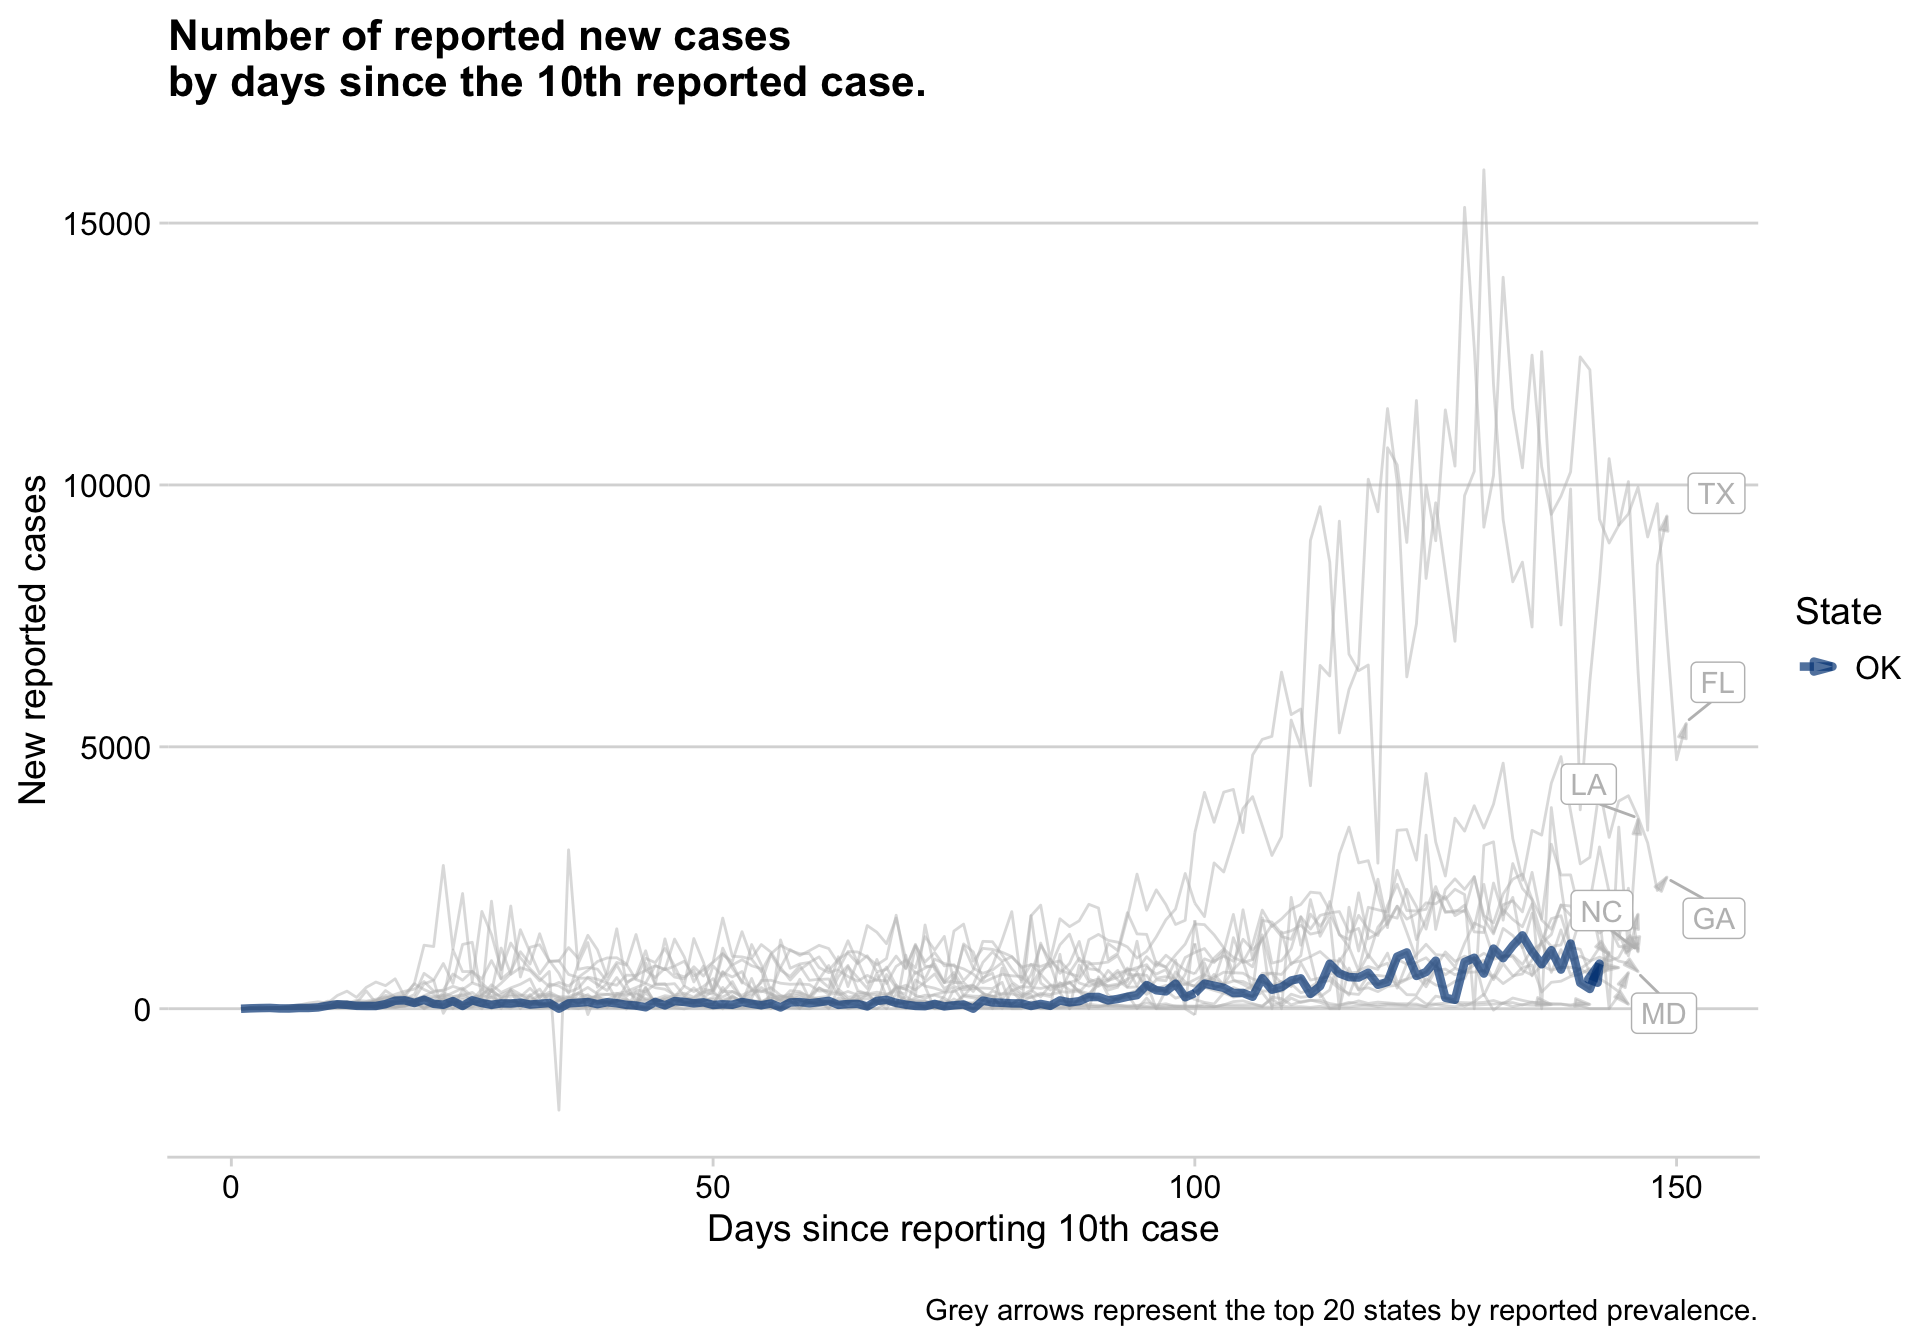 Number of reported new cases
by days since the 10th reported case.
15000
10000
5000
0
New reported cases
TX
FL
LA
NC
GA
MD
State
OK
0
50
100
150
Days since reporting 10th case
Grey arrows represent the top 20 states by reported prevalence.